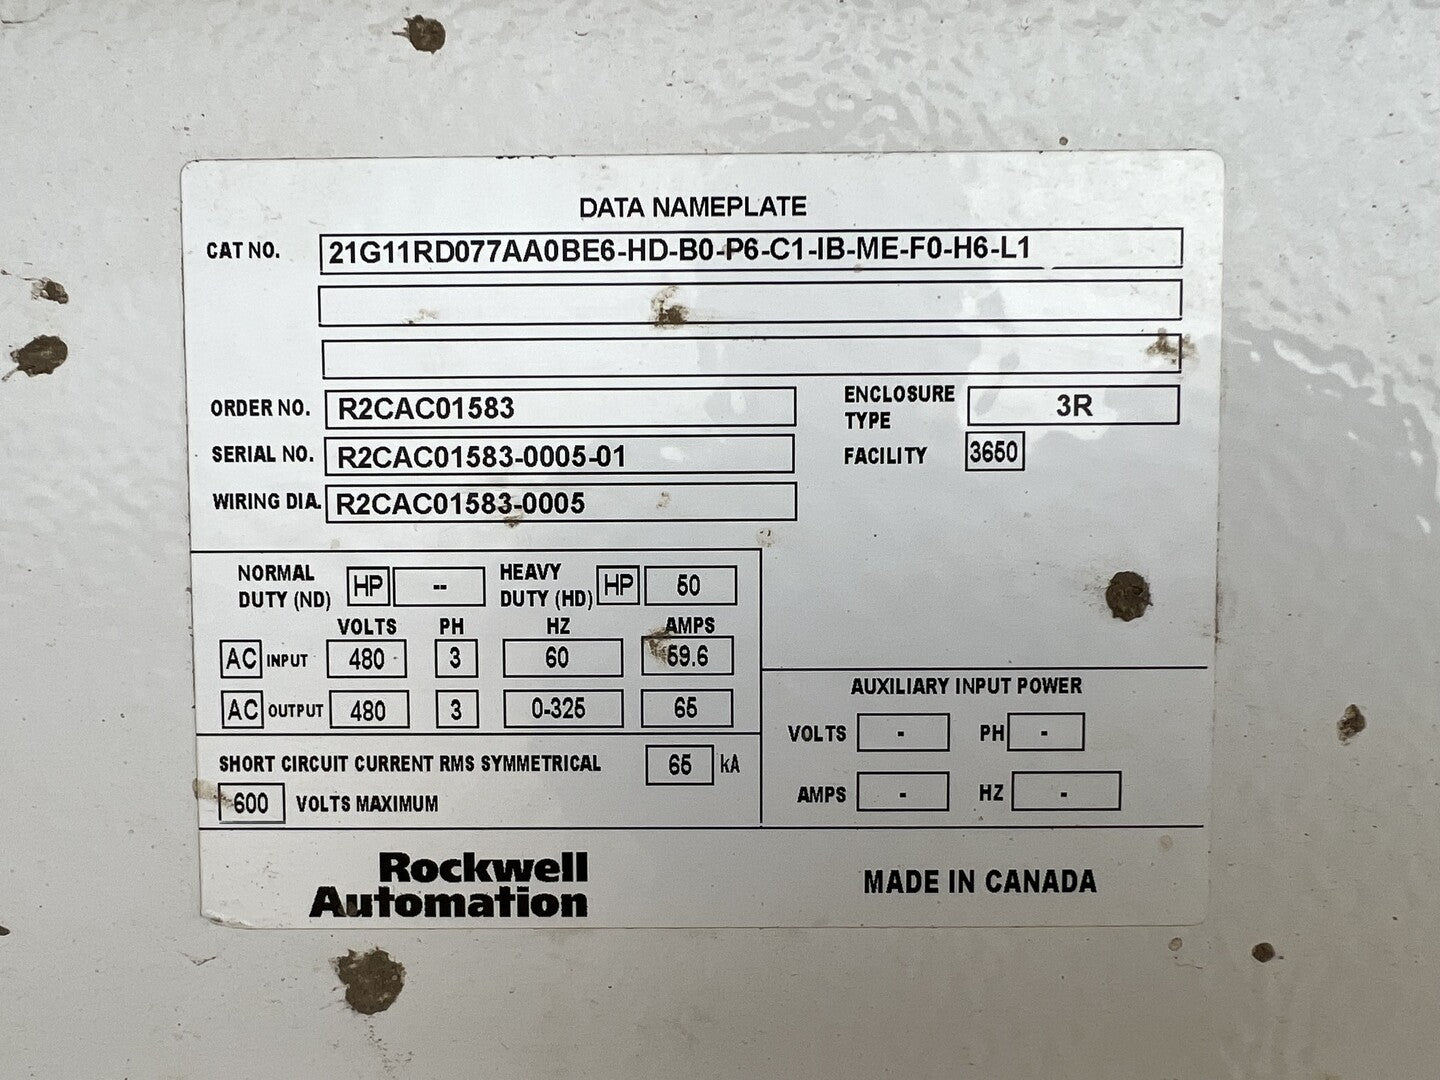 DATA NAMEPLATE
CAT NO. 21G11RD077AA0BE6-HD-B0-P6-C1-IB-ME-F0-H6-L1
ORDER NO. R2CAC01583
ENCLOSURE TYPE 3R
SERIAL NO. R2CAC01583-0005-01
FACILITY 3650
WIRING DIA. R2CAC01583-0005
NORMAL DUTY (ND) HP -- HEAVY DUTY (HD) HP 50
VOLTS PH HZ AMPS
AC INPUT 480 3 60 59.6
AC OUTPUT 480 3 0-325 65
SHORT CIRCUIT CURRENT RMS SYMMETRICAL 65 kA
600 VOLTS MAXIMUM
AUXILIARY INPUT POWER
VOLTS - PH -
AMPS - HZ -
Rockwell
Automation
MADE IN CANADA